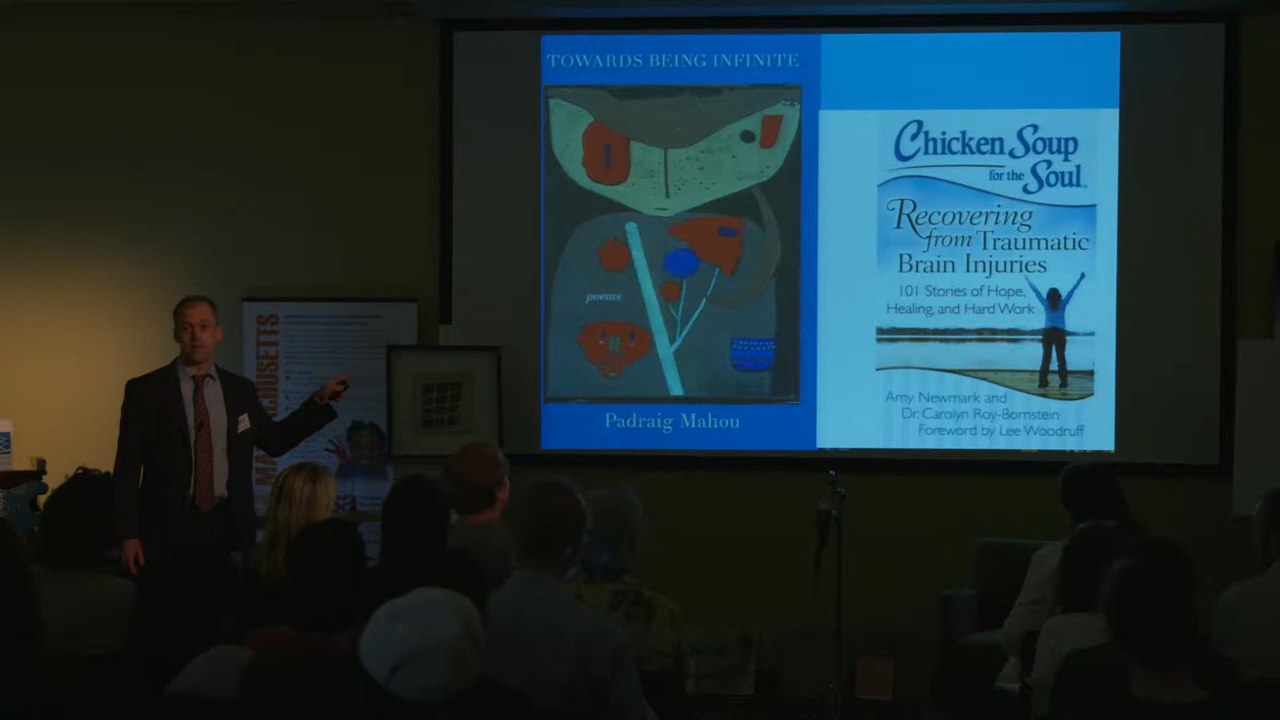 TOWARDS BEING INFINITE
poems
Padraig Mahou
Chicken Soup
for the
Soul
Recovering
from Traumatic
Brain Injuries
101 Stories of Hope,
Healing, and Hard Work
Amy Newmark and
Dr. Carolyn Roy-Bornstein
Foreword by Lee Woodruff